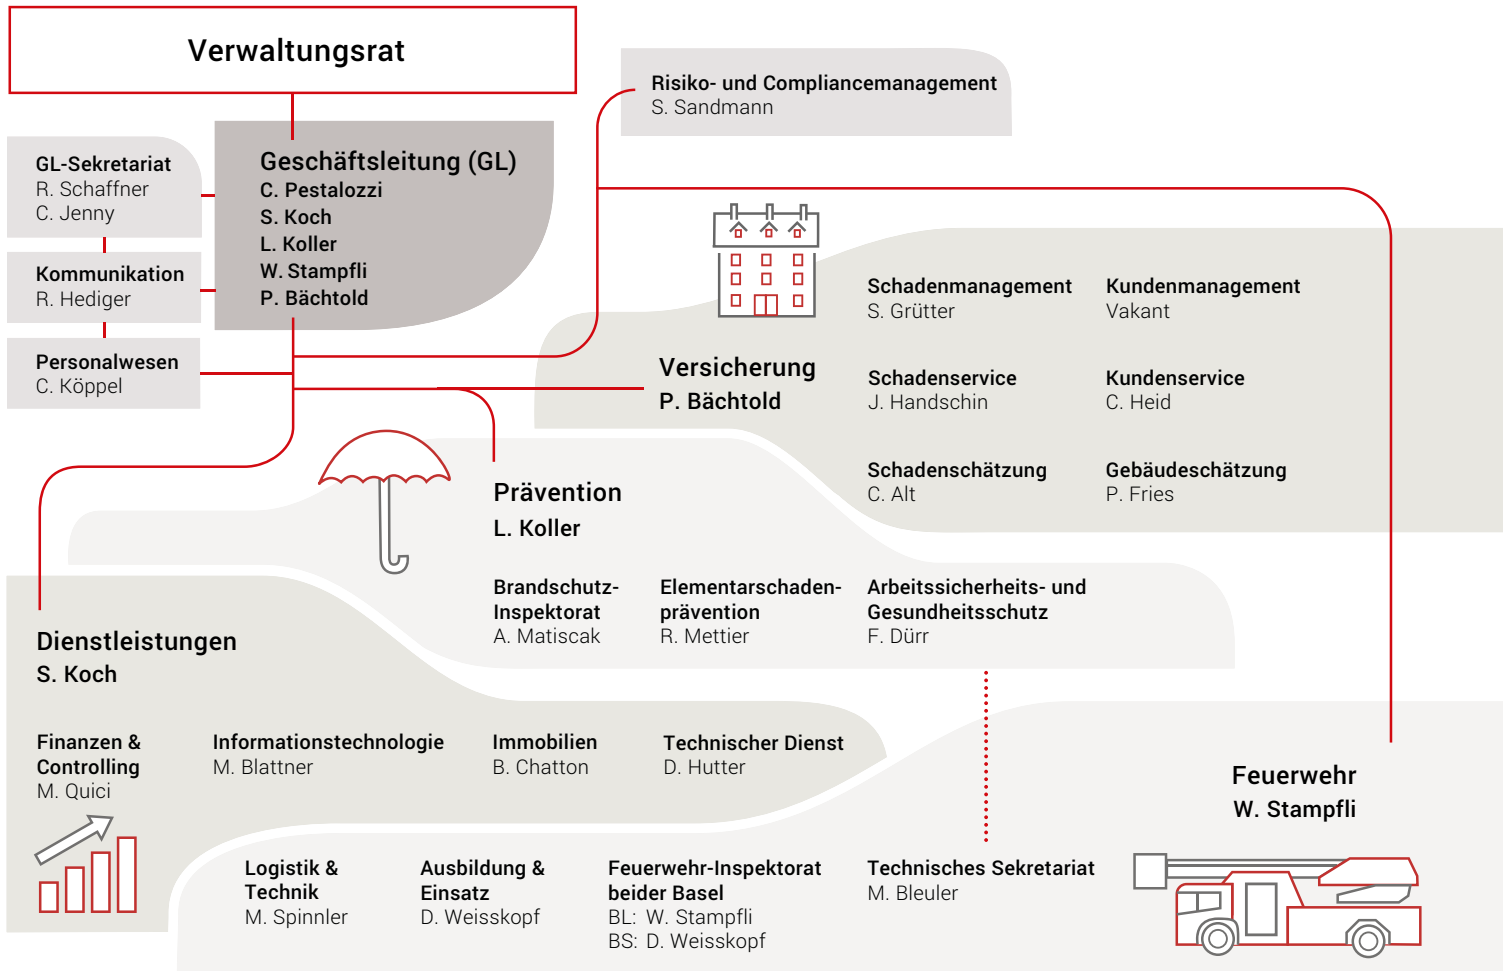 Verwaltungsrat
Risiko- und Compliancemanagement
S. Sandmann
GL-Sekretariat
R. Schaffner
C. Jenny
Kommunikation
R. Hediger
Personalwesen
C. Köppel
Geschäftsleitung (GL)
C. Pestalozzi
S. Koch
L. Koller
W. Stampfli
P. Bächtold
Versicherung
P. Bächtold
Schadenmanagement
S. Grütter
Kundenmanagement
Vakant
Schadenservice
J. Handschin
Kundenservice
C. Heid
Schadenschätzung
C. Alt
Gebäudeschätzung
P. Fries
Prävention
L. Koller
Brandschutz-
Inspektorat
A. Matiscak
Elementarschaden-
prävention
R. Mettier
Arbeitssicherheits- und
Gesundheitsschutz
F. Dürr
Dienstleistungen
S. Koch
Finanzen &
Controlling
M. Quici
Informationstechnologie
M. Blattner
Immobilien
B. Chatton
Technischer Dienst
D. Hutter
Feuerwehr
W. Stampfli
Logistik &
Technik
M. Spinnler
Ausbildung &
Einsatz
D. Weisskopf
Feuerwehr-Inspektorat
beider Basel
BL: W. Stampfli
BS: D. Weisskopf
Technisches Sekretariat
M. Bleuler